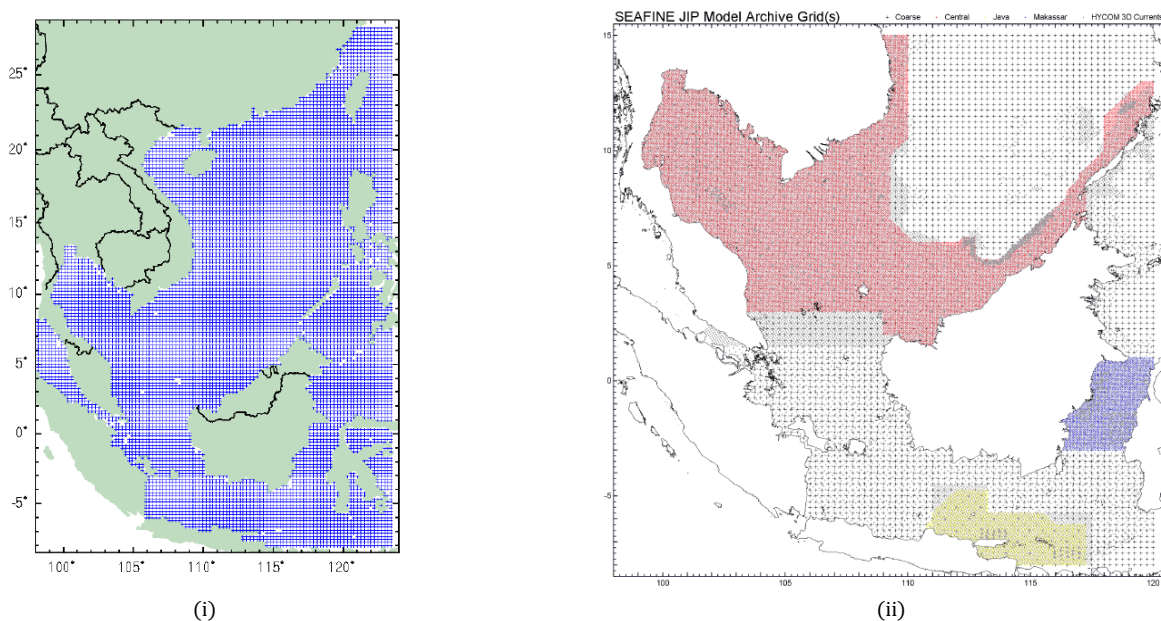 25°
20°
15°
10°
5°
0°
-5°
100° 105° 110° 115° 120°
(i)
SEAFINE JIP Model Archive Grid(s) + Coarse · Central Java · Makassar · HYCOM 3D Currents
15
10
5
0
-5
100 105 110 115 120
(ii)